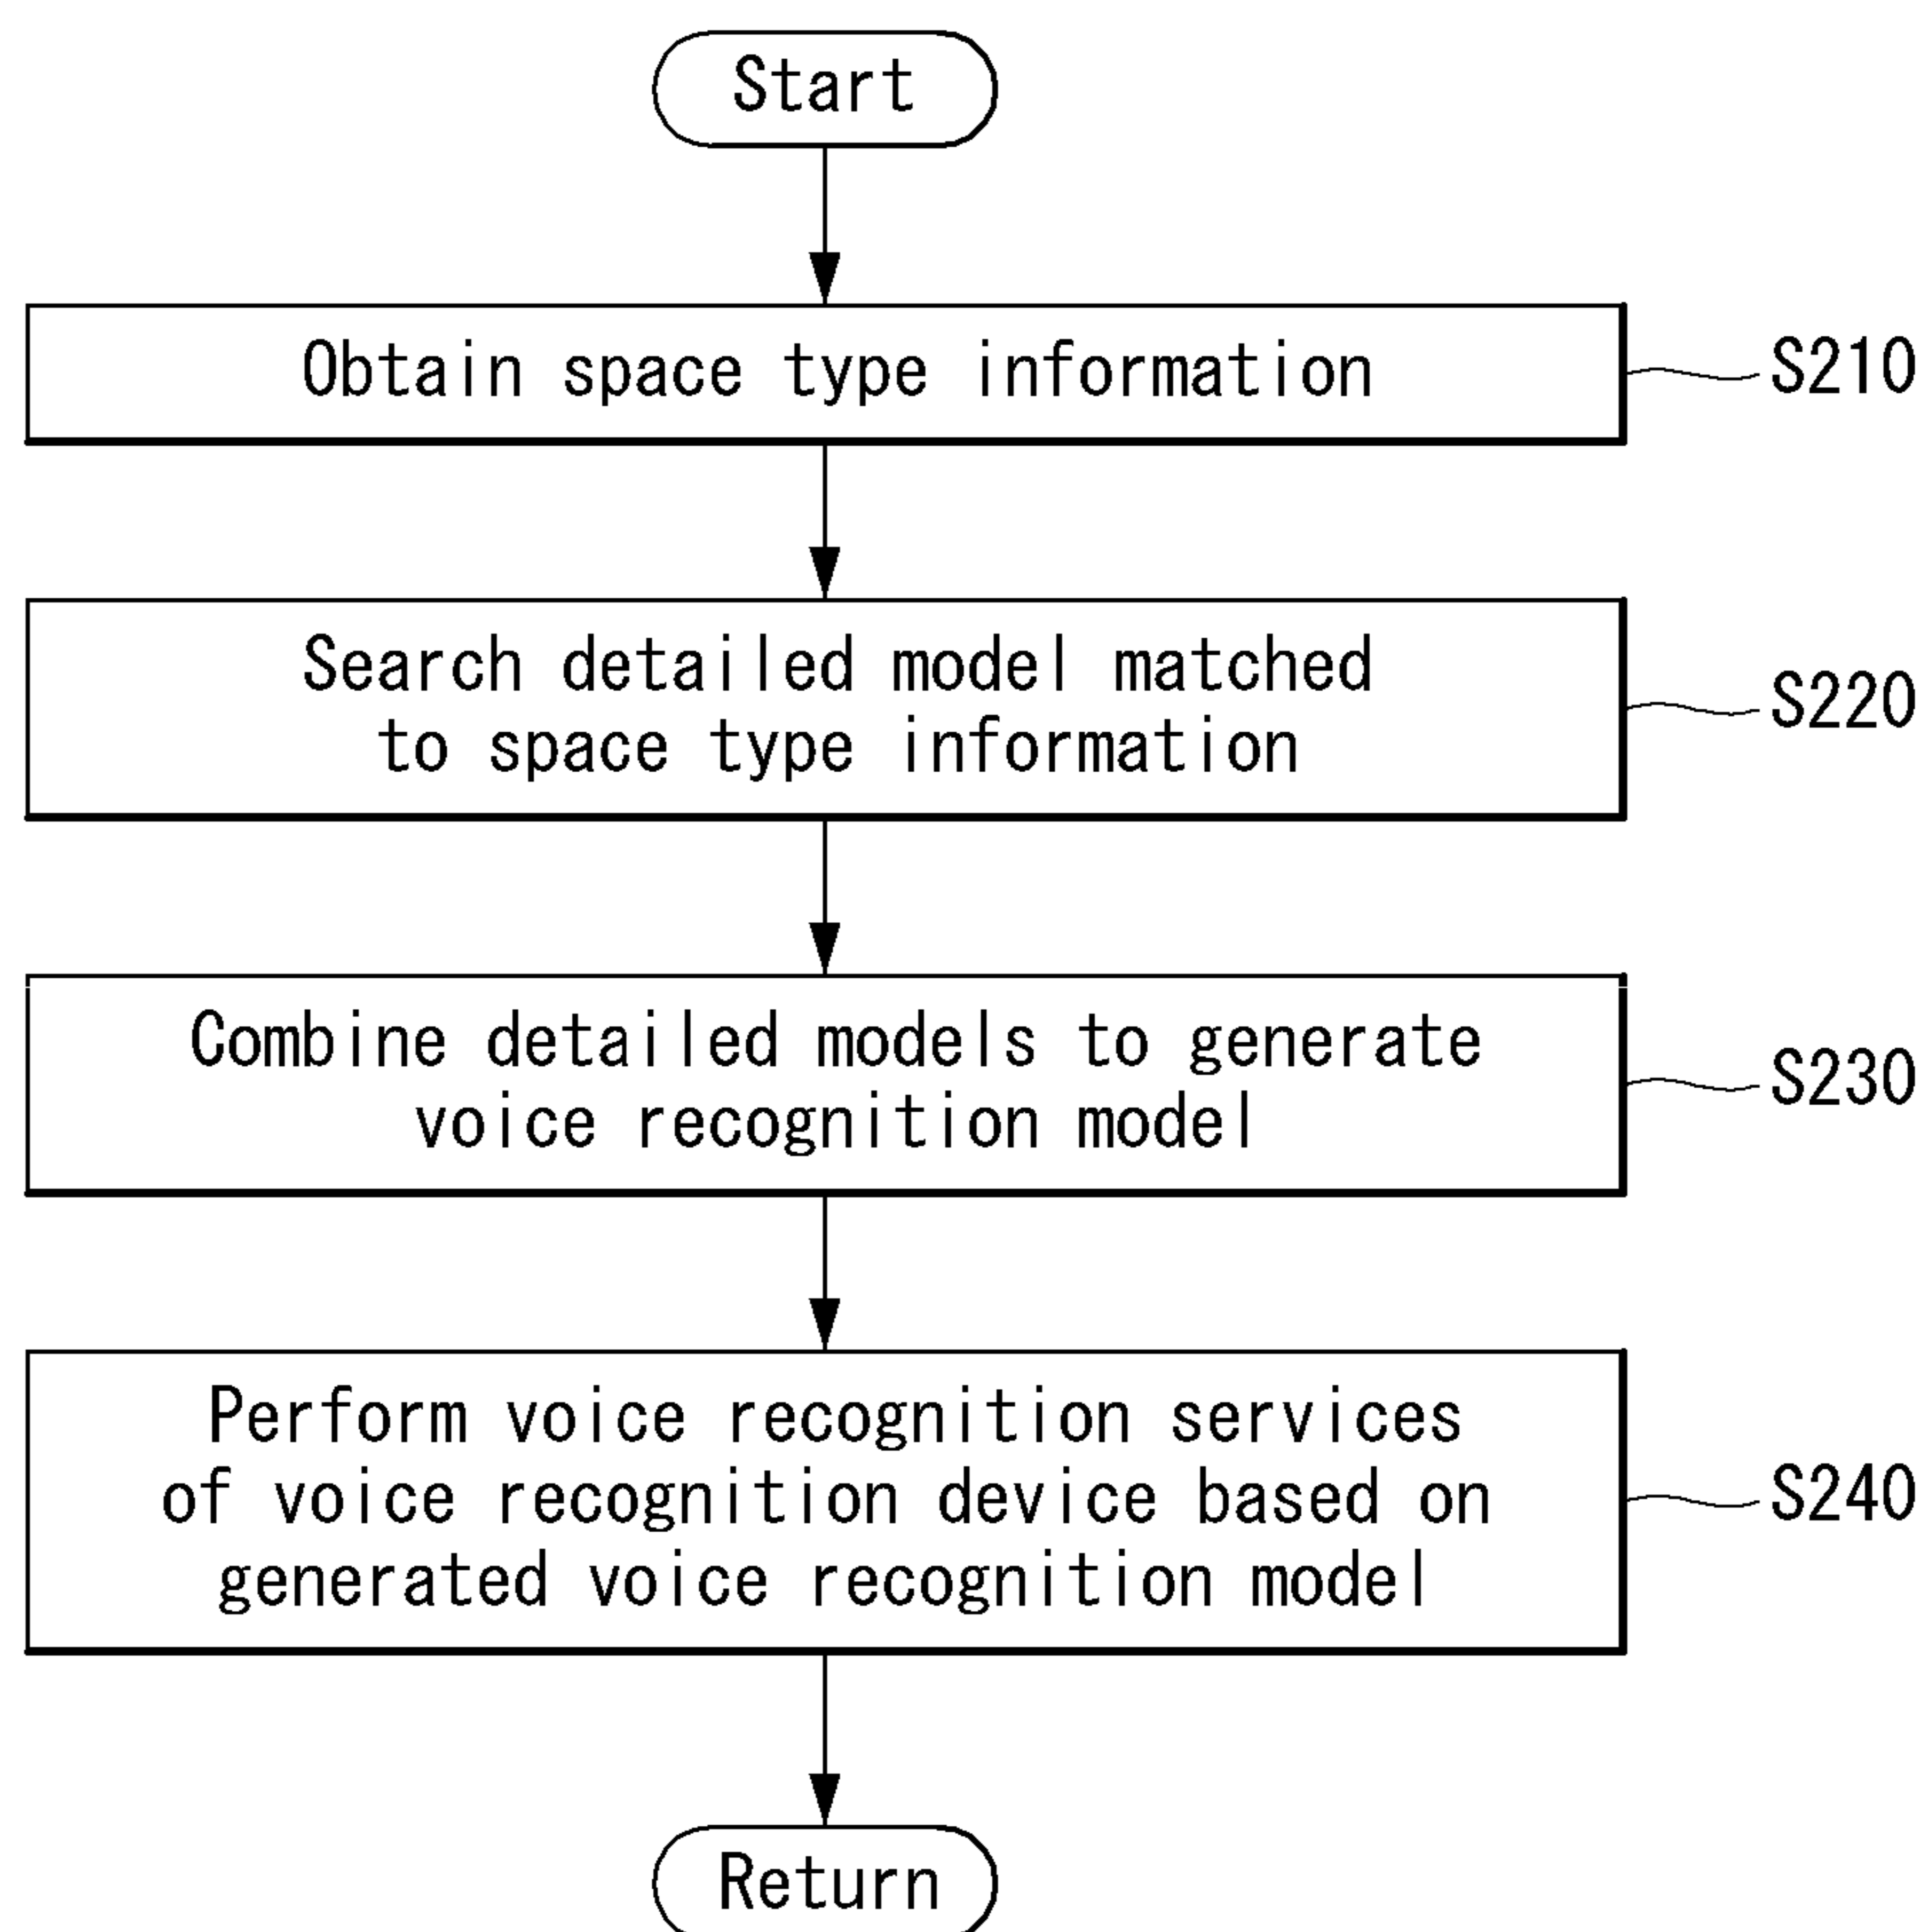 Start
Obtain space type information
S210
Search detailed model matched
to space type information
S220
Combine detailed models to generate
voice recognition model
S230
Perform voice recognition services
of voice recognition device based on
generated voice recognition model
S240
Return